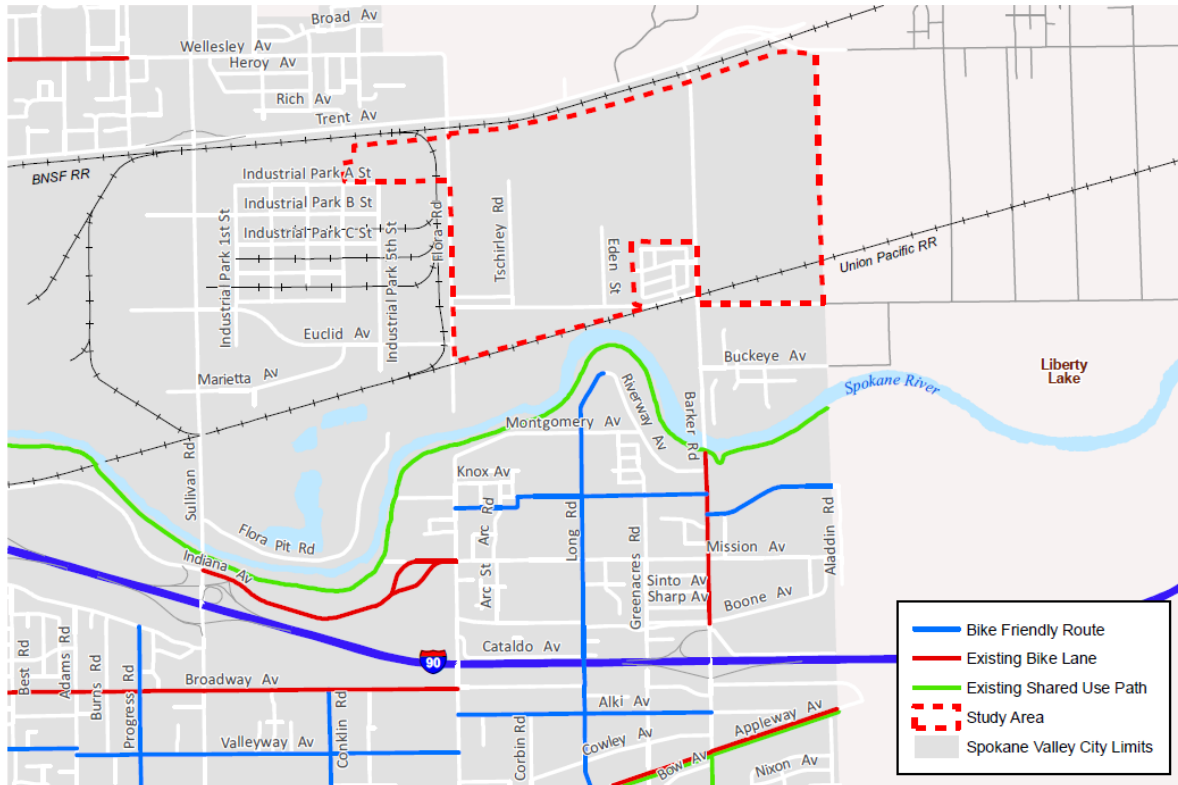 Broad Av
Wellesley Av
Heroy Av
Rich Av
Trent Av
BNSF RR
Industrial Park A St
Industrial Park B St
Industrial Park C St
Industrial Park 1st St
Industrial Park 5th St
Flora Rd
Tschirley Rd
Eden St
Union Pacific RR
Euclid Av
Marietta Av
Buckeye Av
Liberty
Lake
Spokane River
Riverway Av
Barker Rd
Montgomery Av
Sullivan Rd
Knox Av
Flora Pit Rd
Indiana Av
Arc Rd
Arc St
Long Rd
Greenacres Rd
Mission Av
Aladdin Rd
Sinto Av
Sharp Av
Boone Av
Cataldo Av
90
Best Rd
Adams Rd
Burns Rd
Progress Rd
Broadway Av
Conklin Rd
Valleyway Av
Corbin Rd
Alki Av
Cowley Av
Appleway Av
Bow Av
Nixon Av
Bike Friendly Route
Existing Bike Lane
Existing Shared Use Path
Study Area
Spokane Valley City Limits